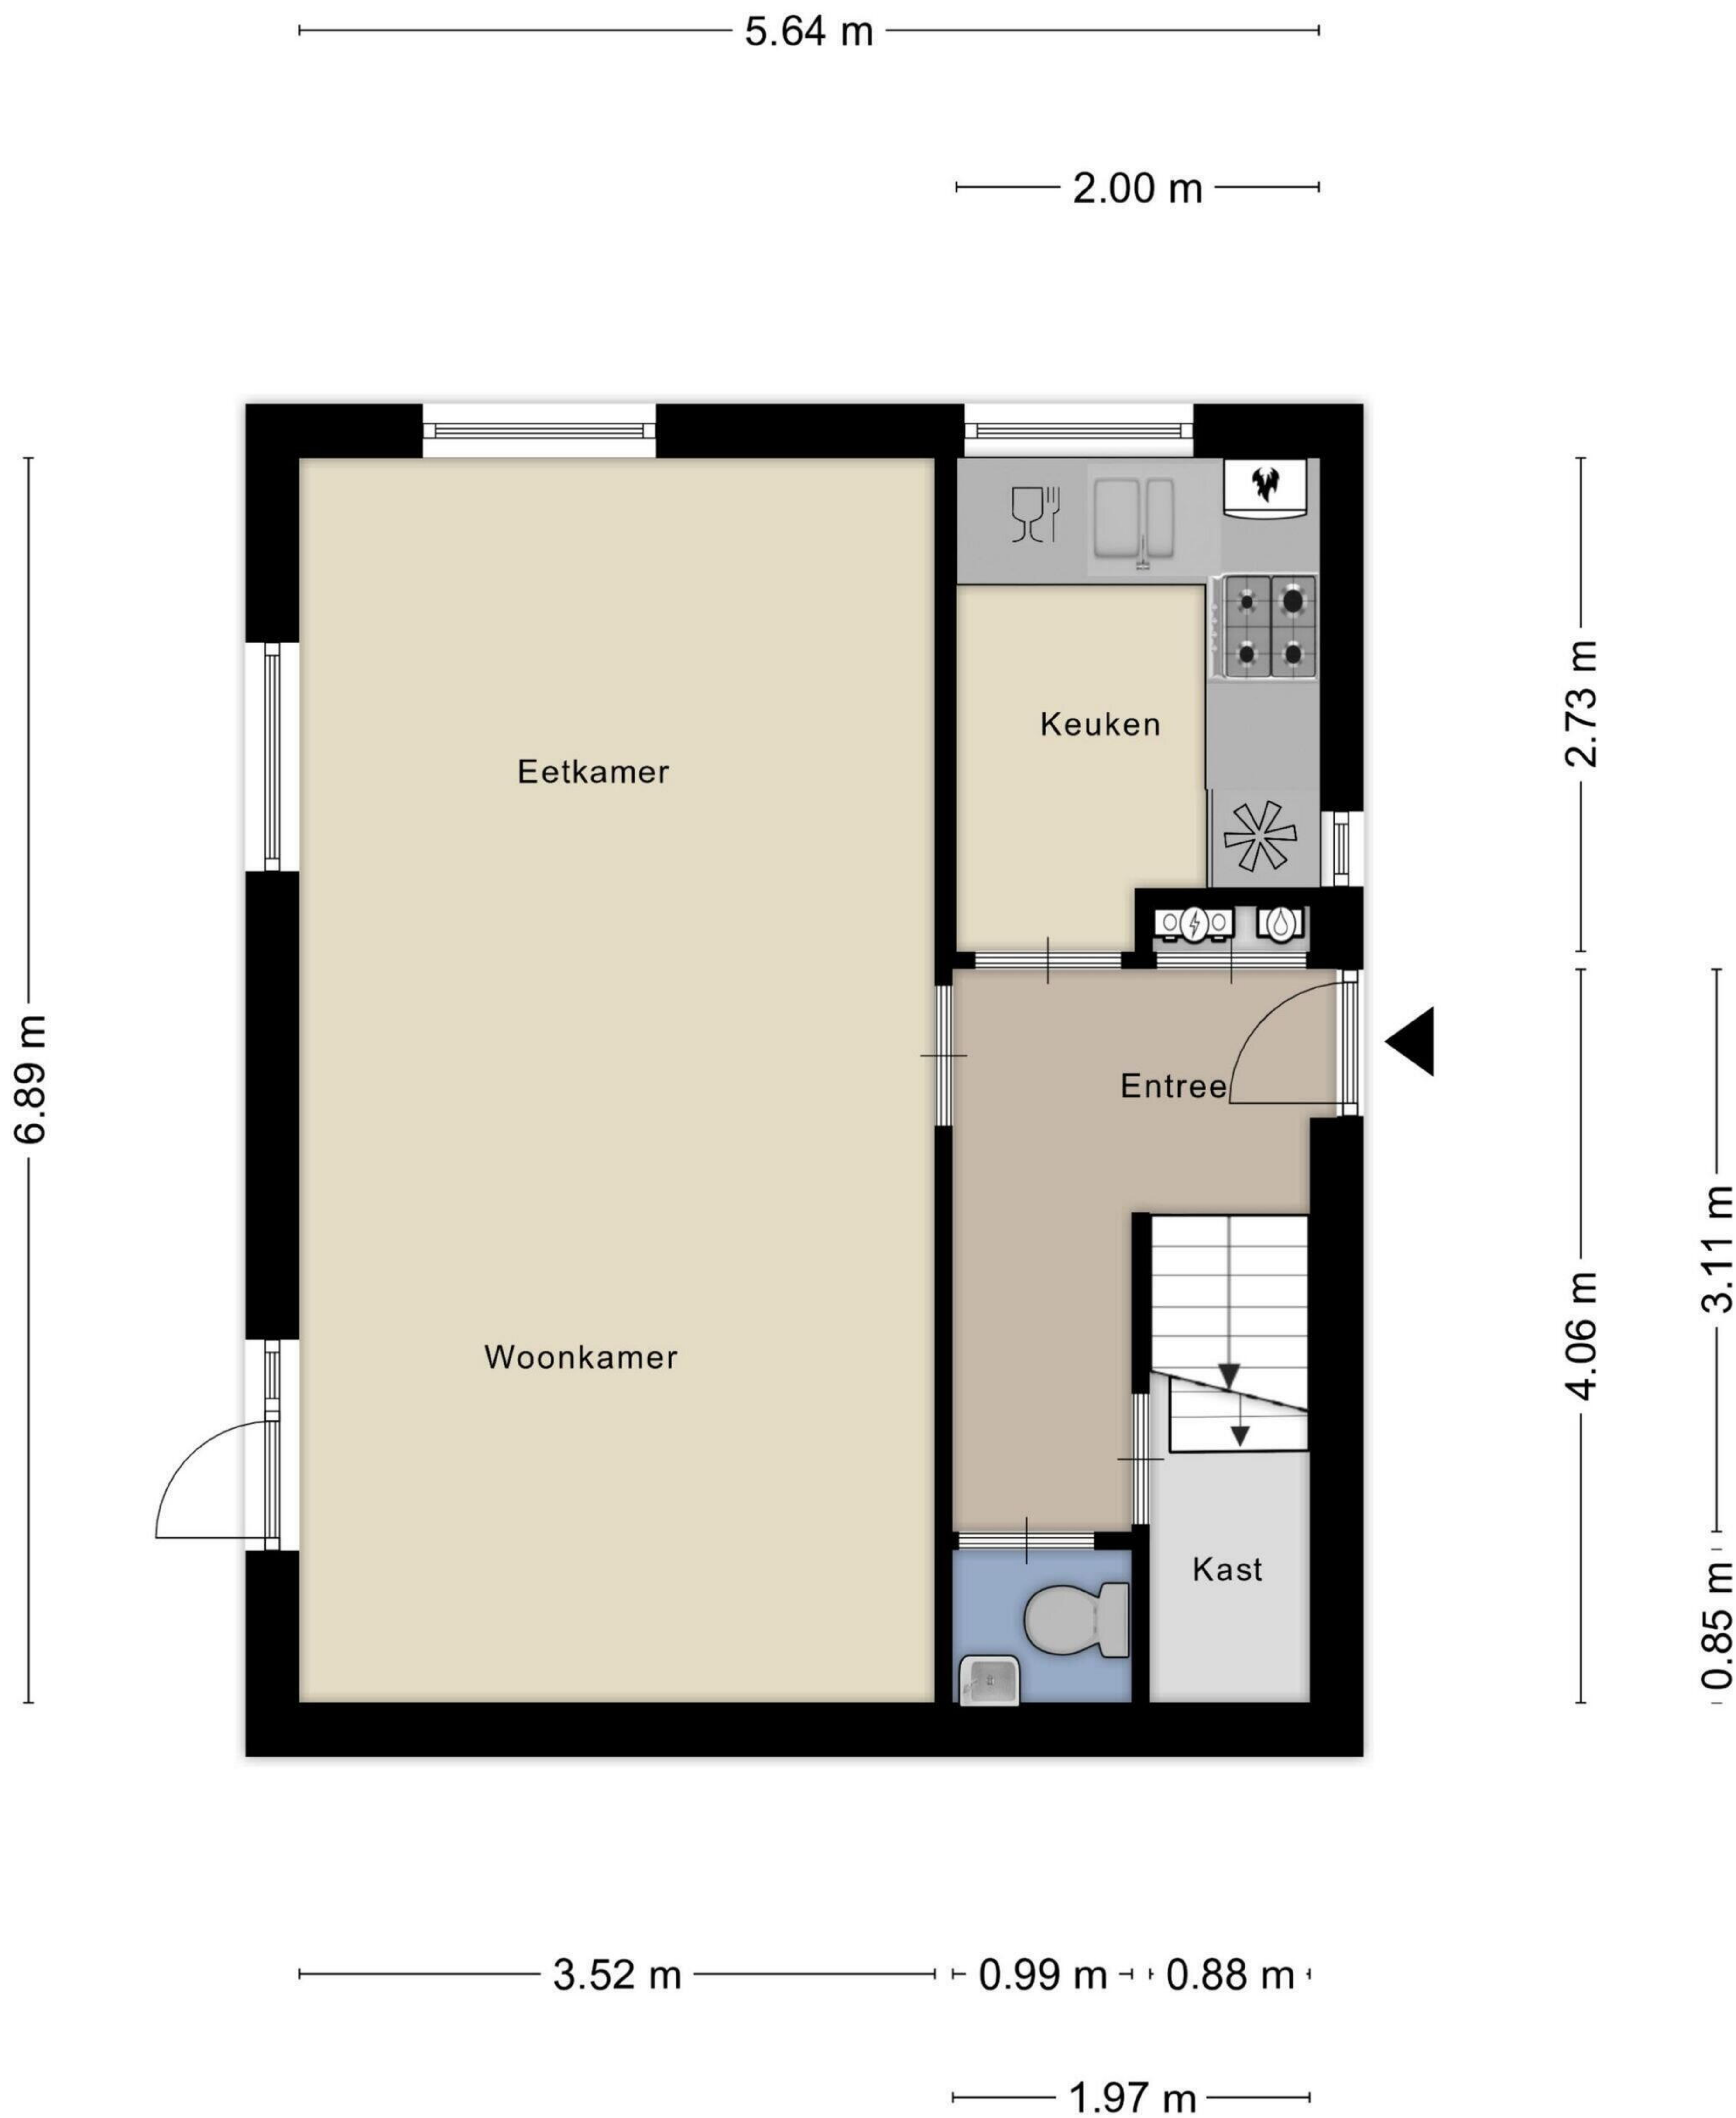 5.64 m
2.00 m
Keuken
2.73 m
Eetkamer
6.89 m
Entree
3.11 m
4.06 m
Woonkamer
Kast
0.85 m
3.52 m
0.99 m
0.88 m
1.97 m